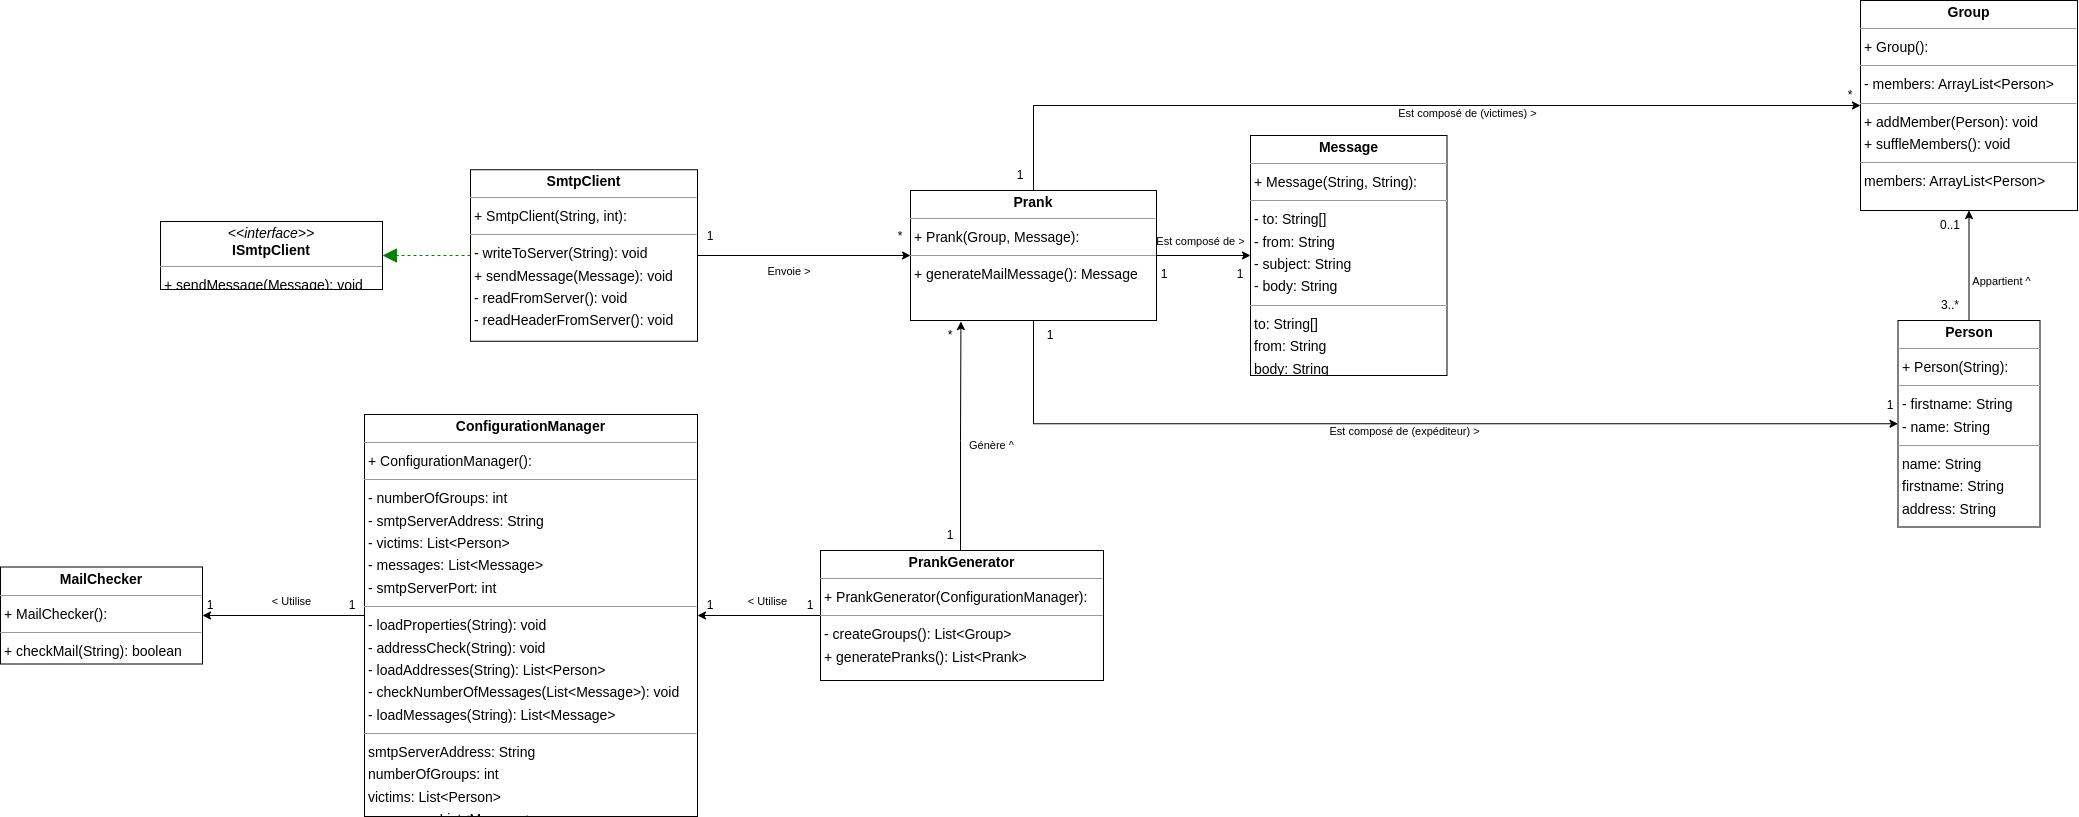 Group
+ Group():
- members: ArrayList<Person>
+ addMember(Person): void
+ suffleMembers(): void
members: ArrayList<Person>
*
Est composé de (victimes) >
1
Message
+ Message(String, String):
- to: String[]
- from: String
- subject: String
- body: String
to: String[]
from: String
body: String
SmtpClient
+ SmtpClient(String, int):
- writeToServer(String): void
+ sendMessage(Message): void
- readFromServer(): void
- readHeaderFromServer(): void
<<interface>>
ISmtpClient
+ sendMessage(Message): void
1
*
Envoie >
Prank
+ Prank(Group, Message):
+ generateMailMessage(): Message
Est composé de >
1
1
0..1
Appartient ^
3..*
Person
+ Person(String):
- firstname: String
- name: String
name: String
firstname: String
address: String
*
1
1
Est composé de (expéditeur) >
Génère ^
1
ConfigurationManager
+ ConfigurationManager():
- numberOfGroups: int
- smtpServerAddress: String
- victims: List<Person>
- messages: List<Message>
- smtpServerPort: int
- loadProperties(String): void
- addressCheck(String): void
- loadAddresses(String): List<Person>
- checkNumberOfMessages(List<Message>): void
- loadMessages(String): List<Message>
smtpServerAddress: String
numberOfGroups: int
victims: List<Person>
PrankGenerator
+ PrankGenerator(ConfigurationManager):
- createGroups(): List<Group>
+ generatePranks(): List<Prank>
1
< Utilise
1
1
< Utilise
1
MailChecker
+ MailChecker():
+ checkMail(String): boolean